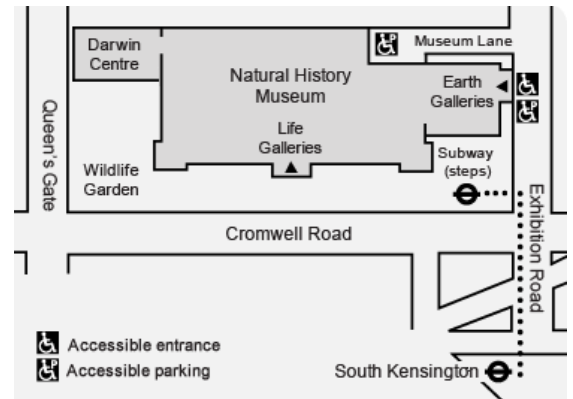 Darwin
Centre
Museum Lane
Natural History
Museum
Earth
Galleries
Life
Galleries
Queen's Gate
Wildlife
Garden
Subway
(steps)
Exhibition Road
Cromwell Road
Accessible entrance
Accessible parking
South Kensington